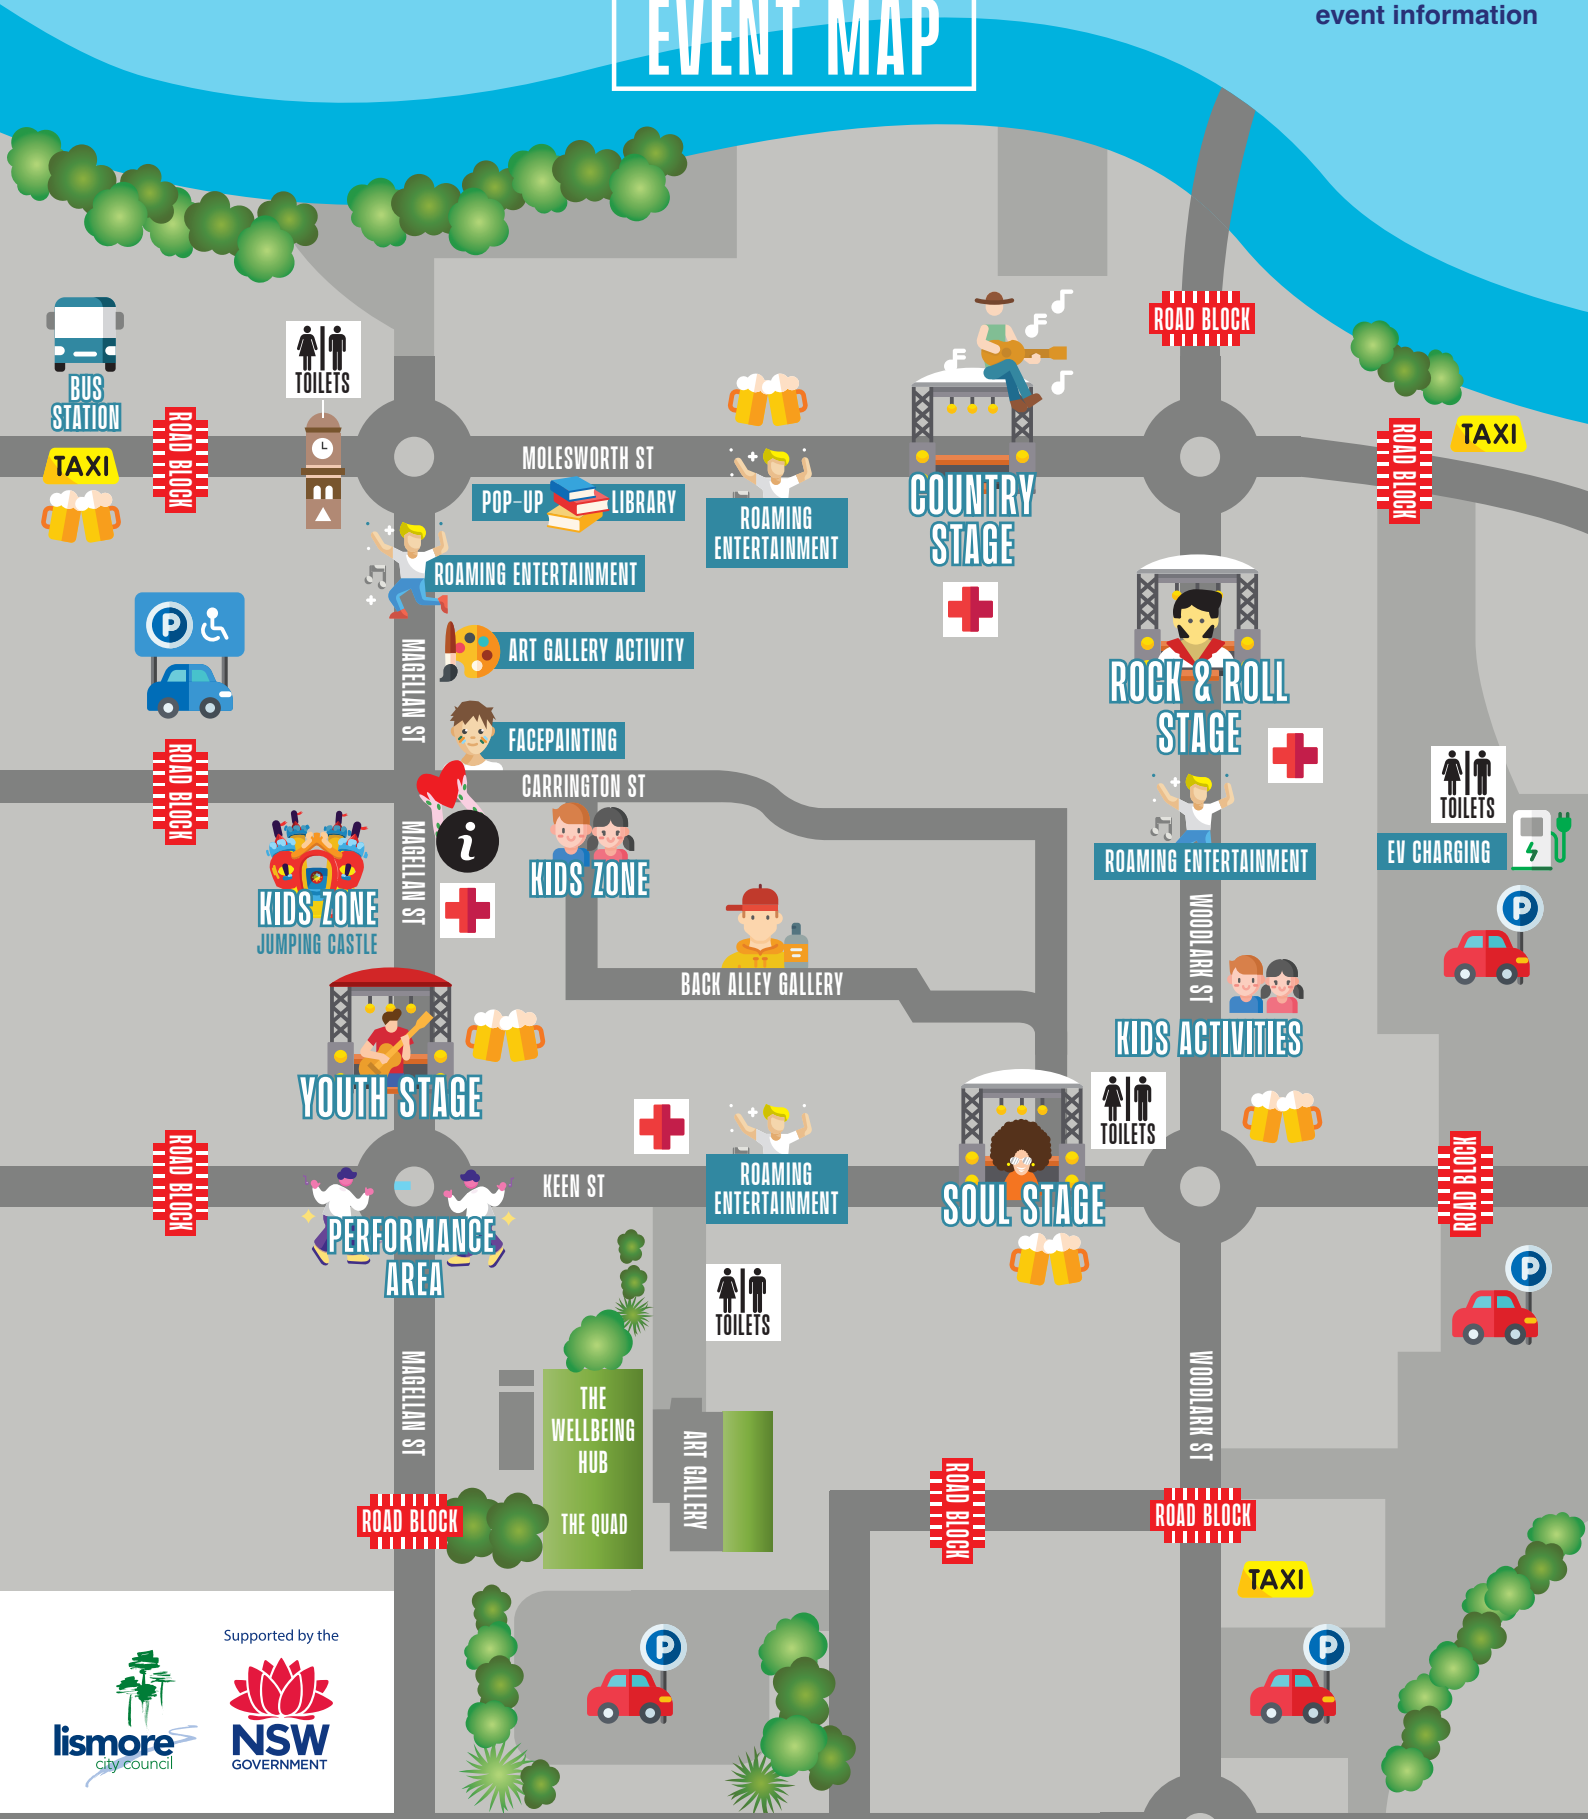 event information
EVENT MAP
ROAD BLOCK
TOILETS
BUS
STATION
TAXI
ROAD BLOCK
MOLESWORTH ST
POP-UP LIBRARY
ROAMING
ENTERTAINMENT
COUNTRY
STAGE
ROAD BLOCK
TAXI
ROAMING ENTERTAINMENT
P
MAGELLAN ST
ART GALLERY ACTIVITY
FACEPAINTING
ROCK & ROLL
STAGE
ROAD BLOCK
CARRINGTON ST
TOILETS
EV CHARGING
P
i
KIDS ZONE
JUMPING CASTLE
MAGELLAN ST
KIDS ZONE
ROAMING ENTERTAINMENT
WOODLARK ST
BACK ALLEY GALLERY
KIDS ACTIVITIES
YOUTH STAGE
TOILETS
ROAD BLOCK
KEEN ST
ROAMING
ENTERTAINMENT
SOUL STAGE
ROAD BLOCK
PERFORMANCE
AREA
TOILETS
P
MAGELLAN ST
THE
WELLBEING
HUB
THE QUAD
ART GALLERY
WOODLARK ST
ROAD BLOCK
ROAD BLOCK
ROAD BLOCK
TAXI
P
P
Supported by the
lismore
city council
NSW
GOVERNMENT